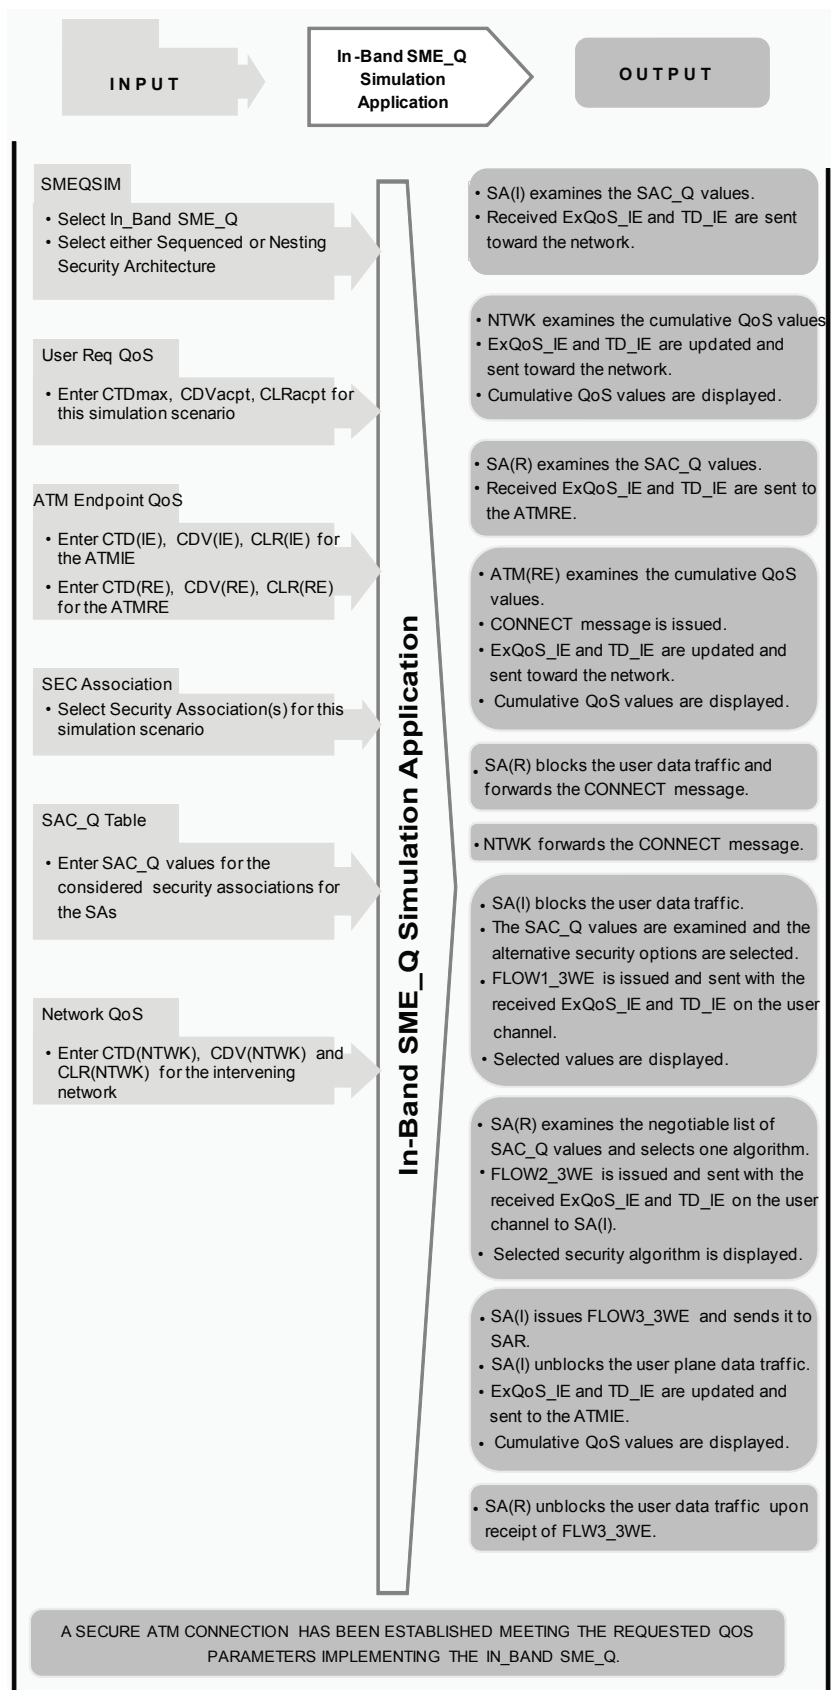 INPUT
In-Band SME_Q
Simulation
Application
OUTPUT
SMEQSIM
• Select In_Band SME_Q
• Select either Sequenced or Nesting
Security Architecture
User Req QoS
• Enter CTDmax, CDVacpt, CLRacpt for
this simulation scenario
ATM Endpoint QoS
• Enter CTD(IE), CDV(IE), CLR(IE) for
the ATMIE
• Enter CTD(RE), CDV(RE), CLR(RE)
for the ATMRE
SEC Association
• Select Security Association(s) for this
simulation scenario
SAC_Q Table
• Enter SAC_Q values for the
considered security associations for
the SAs
Network QoS
• Enter CTD(NTWK), CDV(NTWK) and
CLR(NTWK) for the intervening
network
In-Band SME_Q Simulation Application
• SA(I) examines the SAC_Q values.
• Received ExQoS_IE and TD_IE are sent
toward the network.
• NTWK examines the cumulative QoS values
• ExQoS_IE and TD_IE are updated and
sent toward the network.
• Cumulative QoS values are displayed.
• SA(R) examines the SAC_Q values.
• Received ExQoS_IE and TD_IE are sent to
the ATMRE.
• ATM(RE) examines the cumulative QoS
values.
• CONNECT message is issued.
• ExQoS_IE and TD_IE are updated and
sent toward the network.
• Cumulative QoS values are displayed.
• SA(R) blocks the user data traffic and
forwards the CONNECT message.
• NTWK forwards the CONNECT message.
• SA(I) blocks the user data traffic.
• The SAC_Q values are examined and the
alternative security options are selected.
• FLOW1_3WE is issued and sent with the
received ExQoS_IE and TD_IE on the user
channel.
• Selected values are displayed.
• SA(R) examines the negotiable list of
SAC_Q values and selects one algorithm.
• FLOW2_3WE is issued and sent with the
received ExQoS_IE and TD_IE on the user
channel to SA(I).
• Selected security algorithm is displayed.
• SA(I) issues FLOW3_3WE and sends it to
SAR.
• SA(I) unblocks the user plane data traffic.
• ExQoS_IE and TD_IE are updated and
sent to the ATMIE.
• Cumulative QoS values are displayed.
• SA(R) unblocks the user data traffic upon
receipt of FLW3_3WE.
A SECURE ATM CONNECTION HAS BEEN ESTABLISHED MEETING THE REQUESTED QOS
PARAMETERS IMPLEMENTING THE IN_BAND SME_Q.